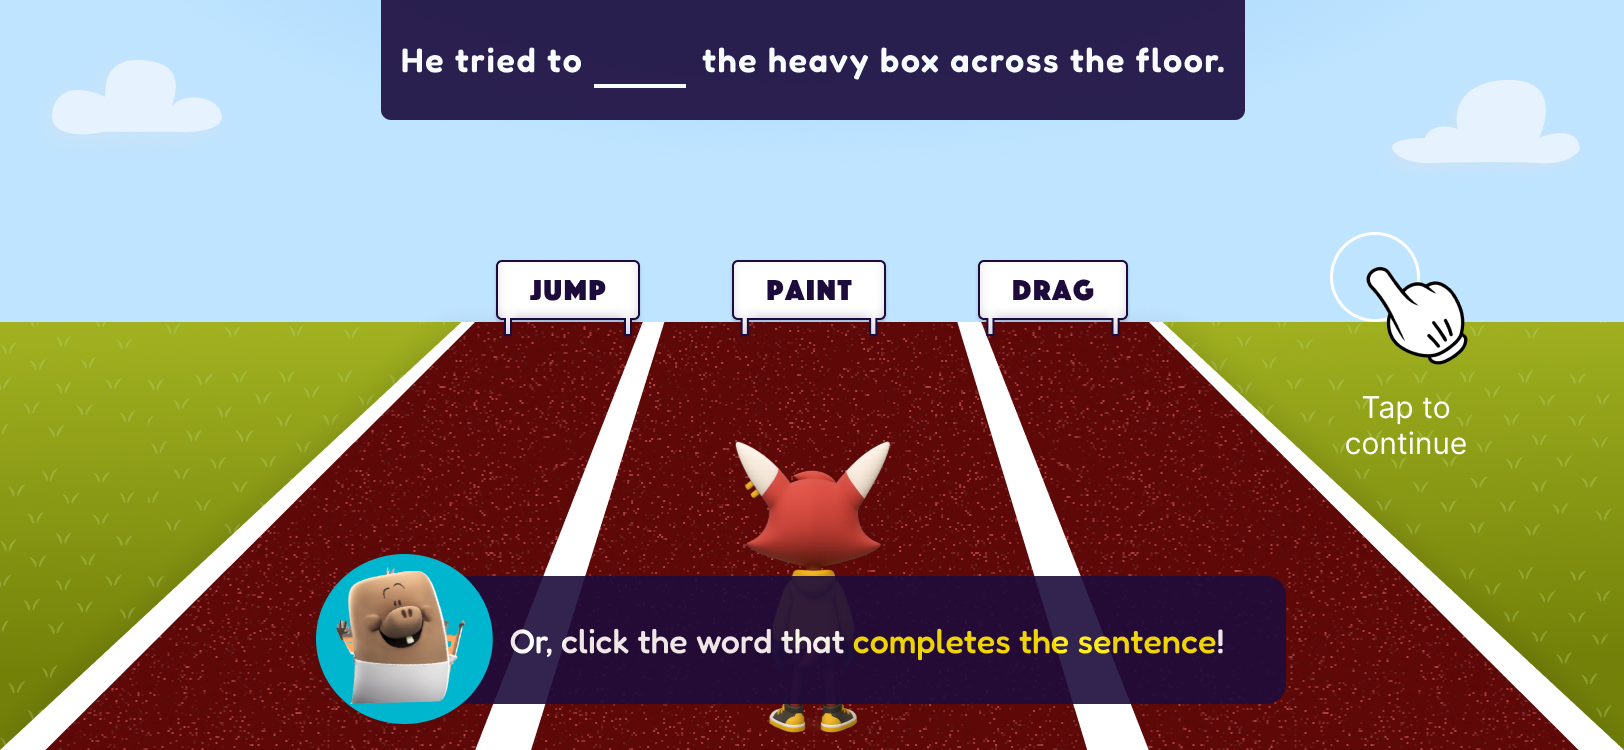 He tried to _____ the heavy box across the floor.
JUMP
PAINT
DRAG
Tap to
continue
Or, click the word that completes the sentence!